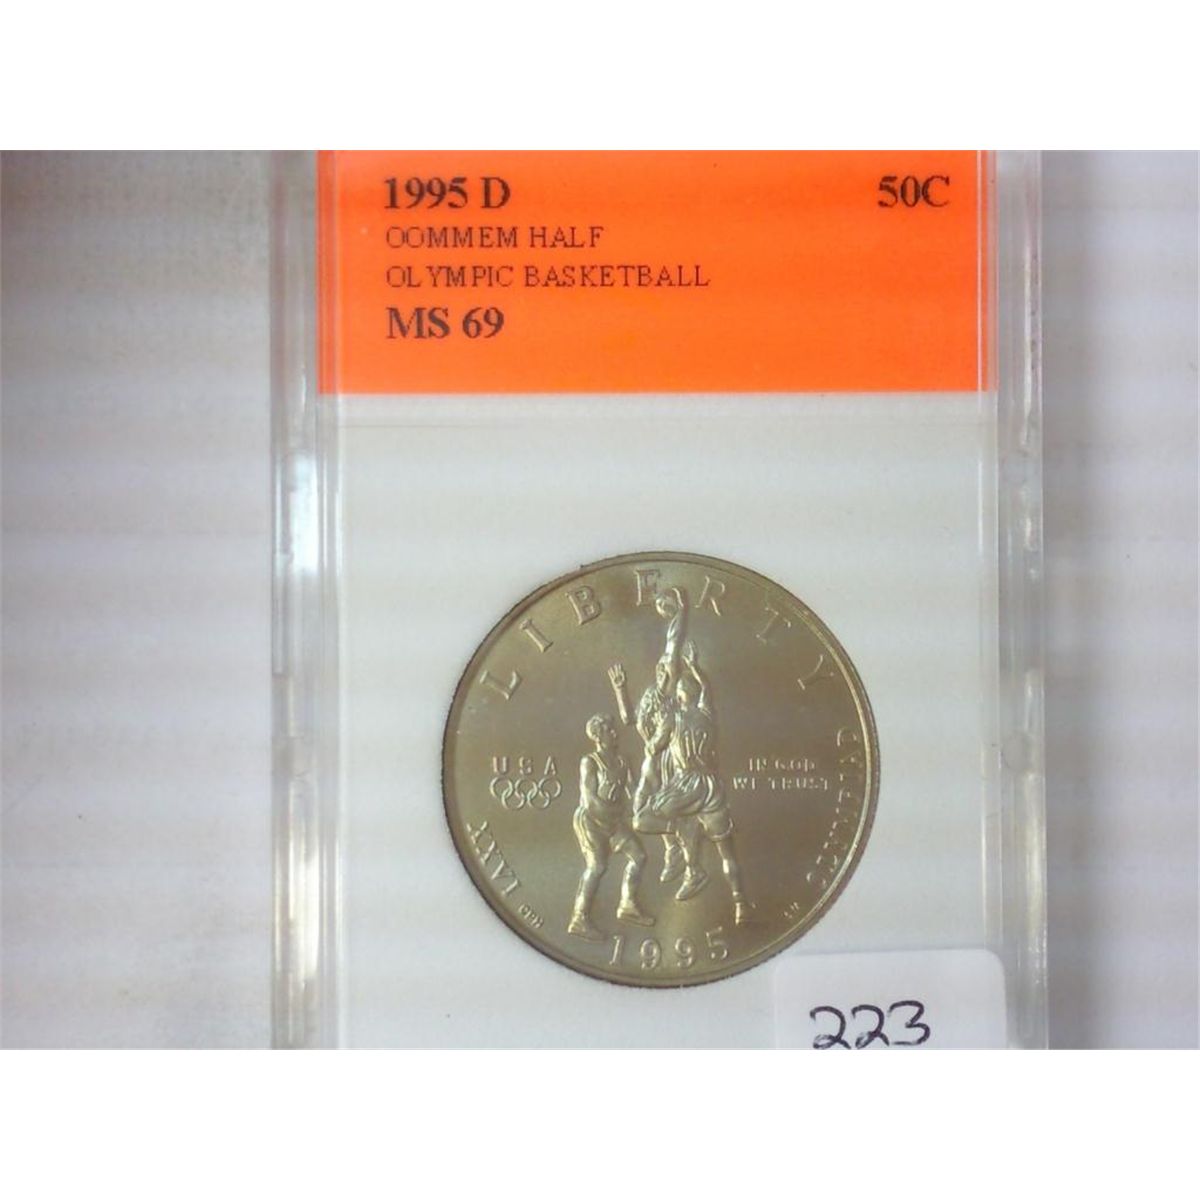 1995 D 50C
OOMMEM HALF
OLYMPIC BASKETBALL
MS 69
LIBERTY
USA
IN GOD
WE TRUST
XXVI
OLYMPIAD
1995
223